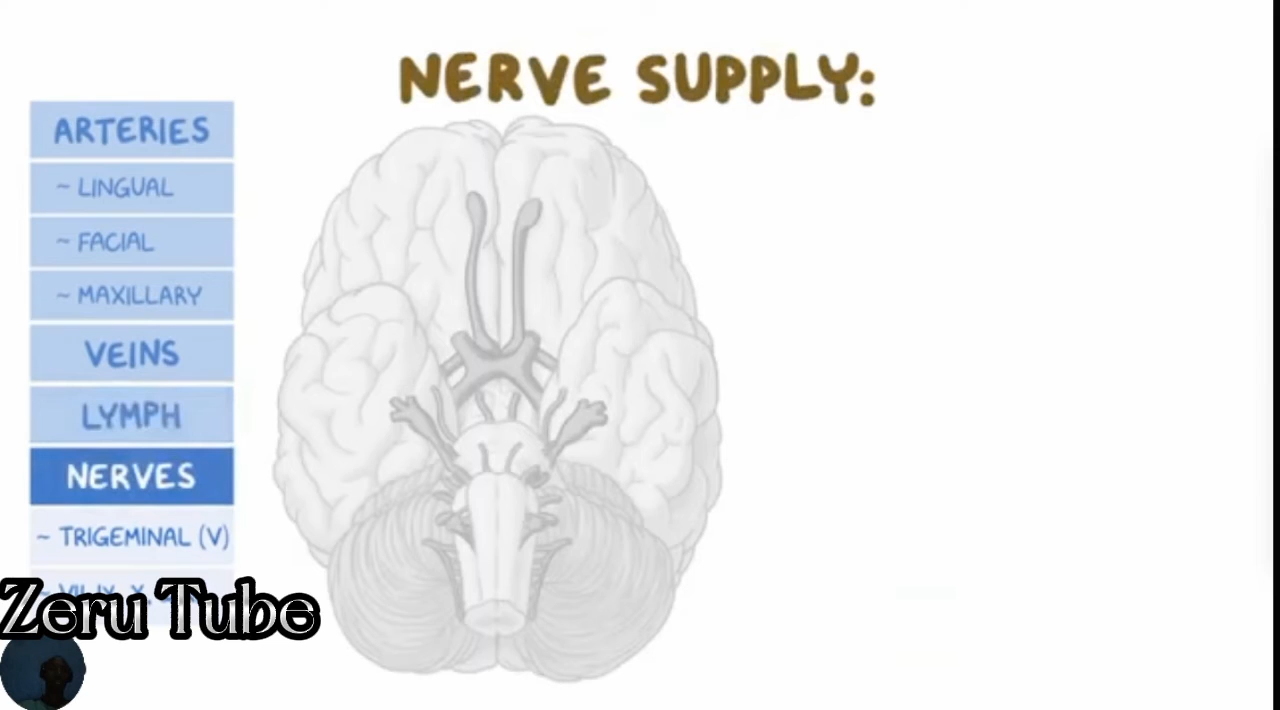 NERVE SUPPLY:
ARTERIES
~ LINGUAL
~ FACIAL
~ MAXILLARY
VEINS
LYMPH
NERVES
~ TRIGEMINAL (V)
Zeru Tube